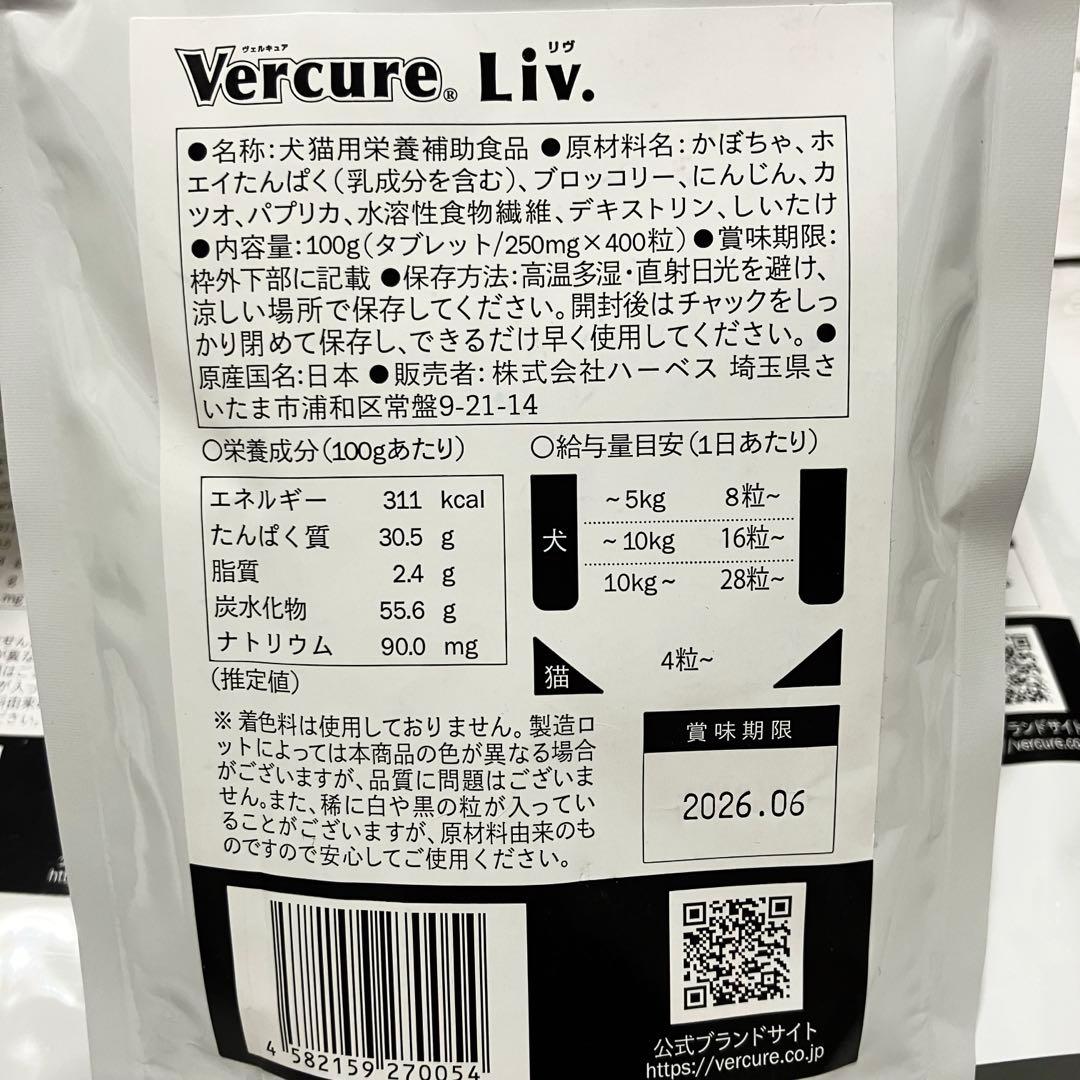 ヴェルキュア リヴ
Vercure® Liv.
●名称:犬猫用栄養補助食品 ●原材料名:かぼちゃ、ホ
エイたんぱく(乳成分を含む)、ブロッコリー、にんじん、カ
ツオ、パプリカ、水溶性食物繊維、デキストリン、しいたけ
●内容量:100g(タブレット/250mg×400粒)●賞味期限:
枠外下部に記載 ●保存方法:高温多湿・直射日光を避け、
涼しい場所で保存してください。開封後はチャックをしっ
かり閉めて保存し、できるだけ早く使用してください。●
原産国名:日本 ●販売者:株式会社ハーベス 埼玉県さ
いたま市浦和区常盤9-21-14
○栄養成分(100gあたり)
エネルギー 311 kcal
たんぱく質 30.5 g
脂質 2.4 g
炭水化物 55.6 g
ナトリウム 90.0 mg
(推定値)
○給与量目安(1日あたり)
犬
~5kg 8粒~
~10kg 16粒~
10kg~ 28粒~
猫 4粒~
※着色料は使用しておりません。製造ロ
ットによっては本商品の色が異なる場合
がございますが、品質に問題はございま
せん。また、稀に白や黒の粒が入ってい
ることがございますが、原材料由来のも
のですので安心してご使用ください。
賞味期限
2026.06
4 582159 270054
公式ブランドサイト
https://vercure.co.jp